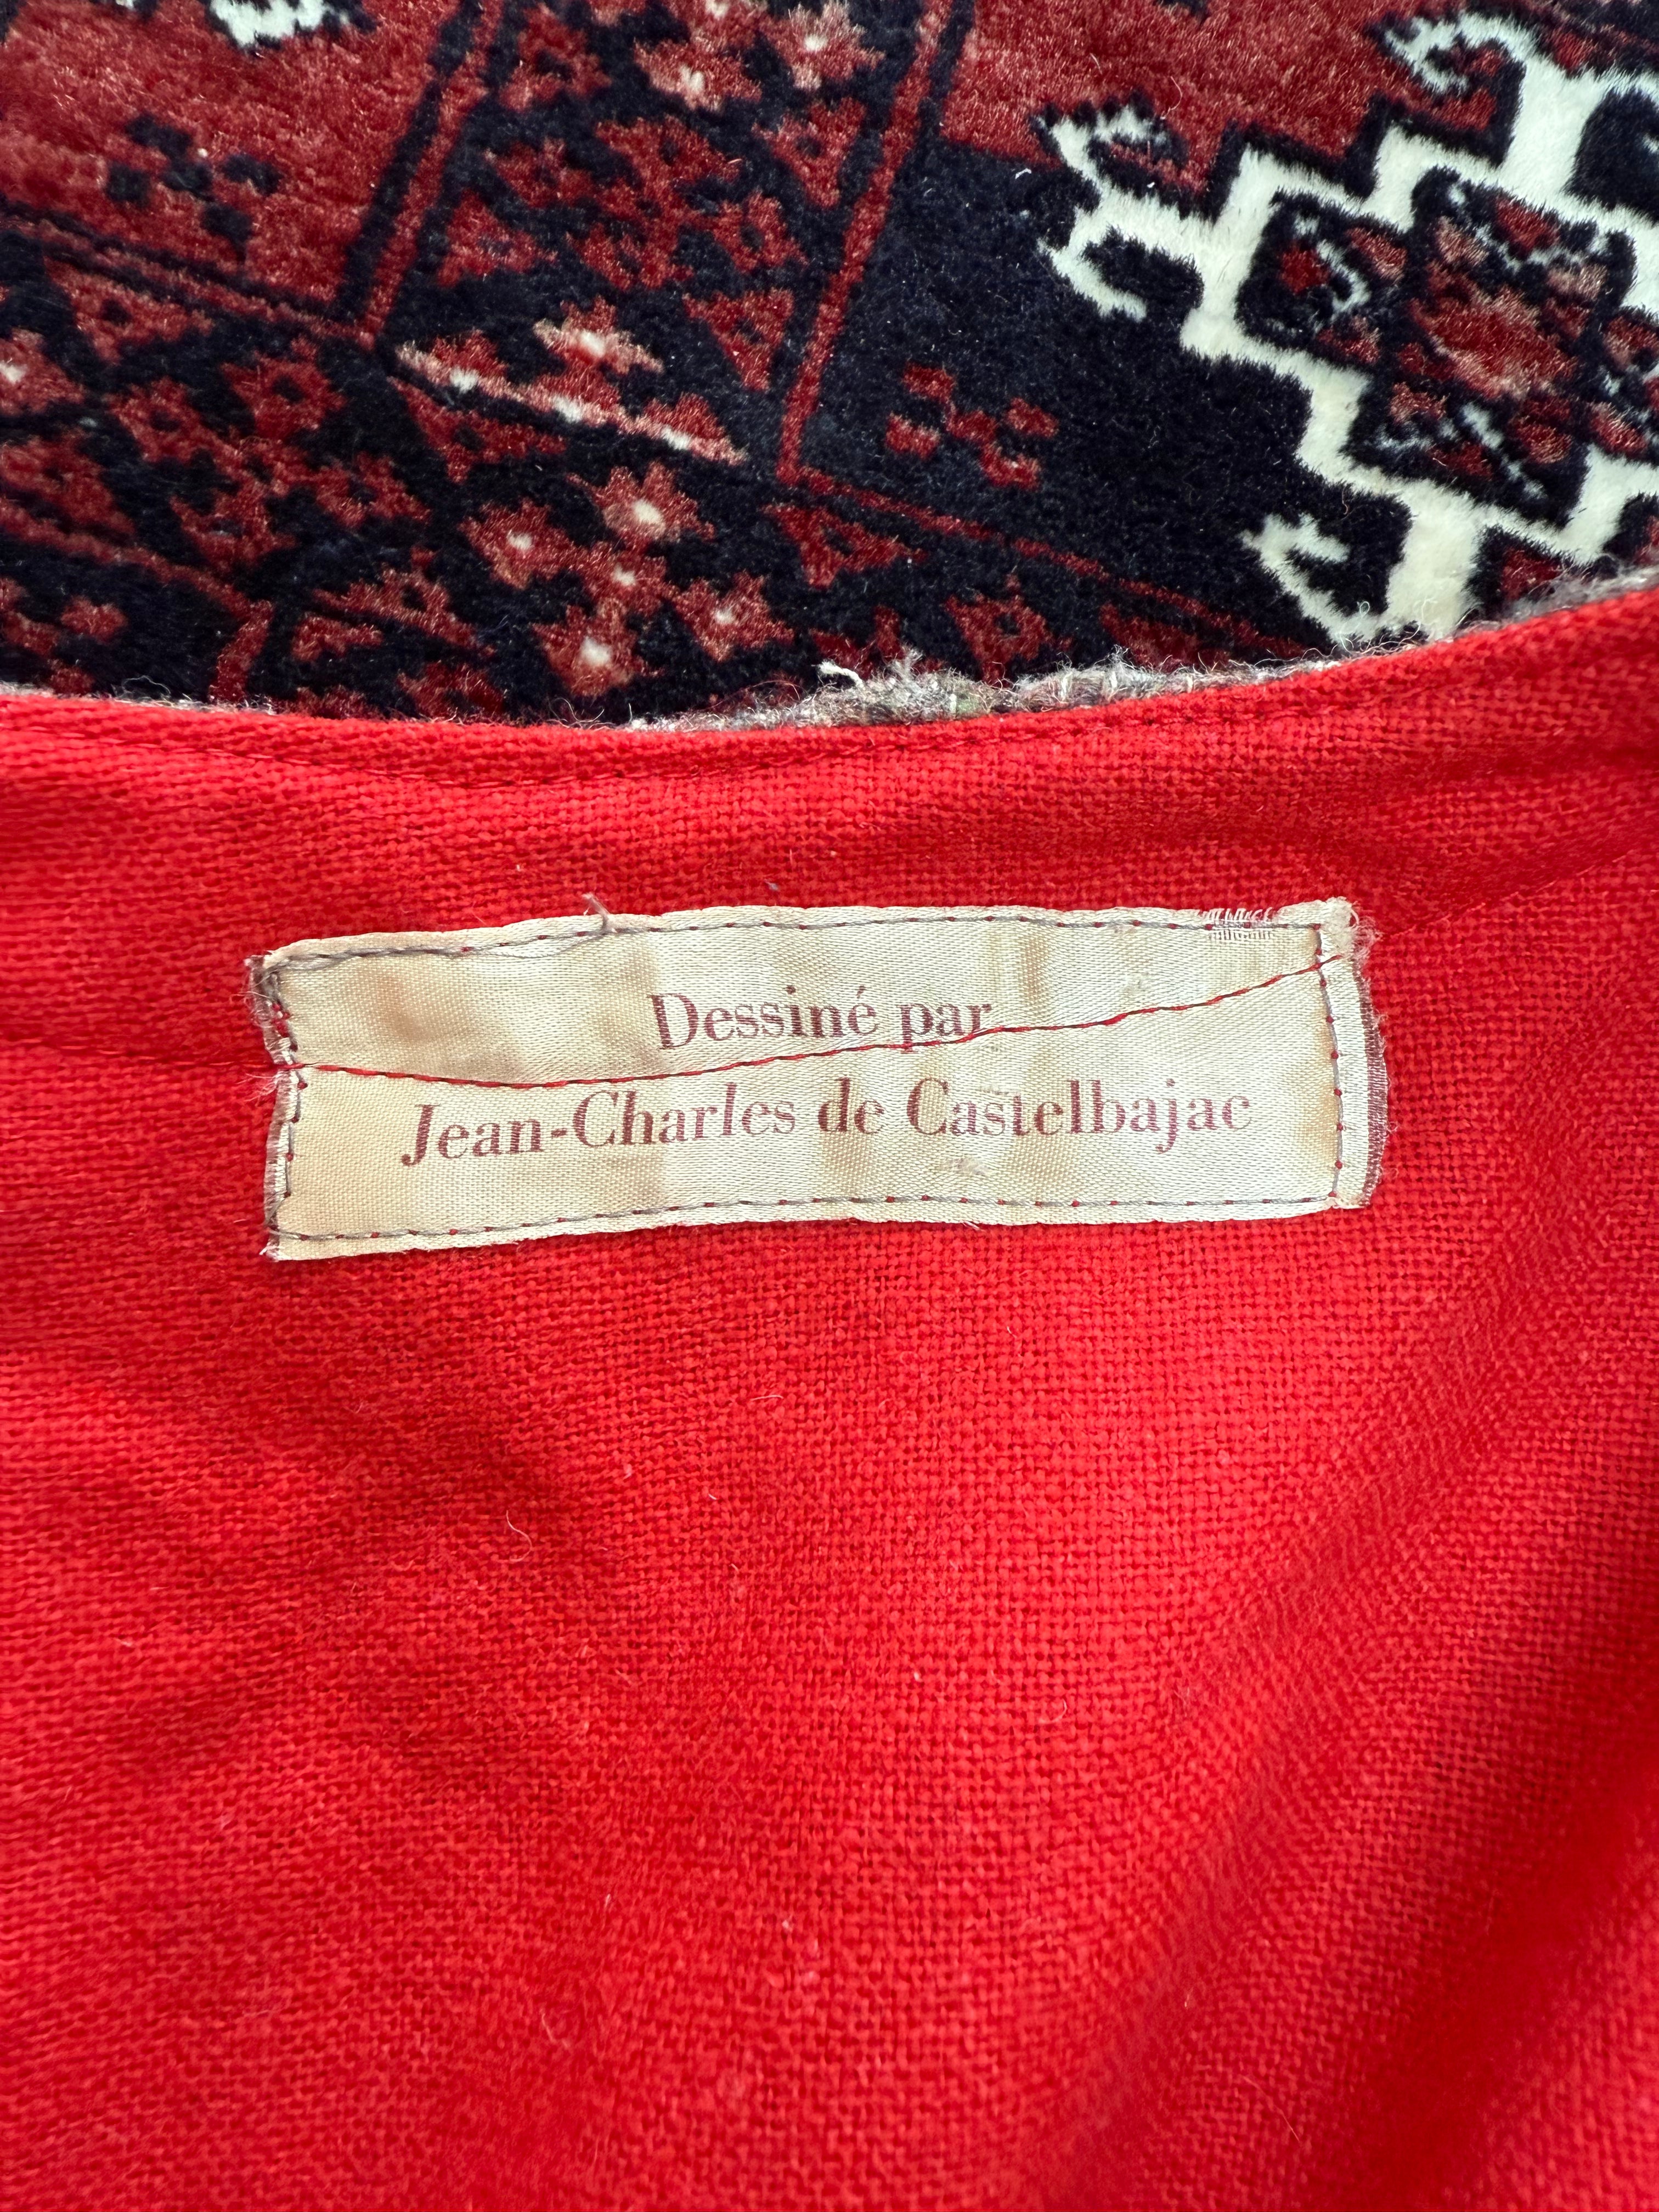 Dessiné par
Jean-Charles de Castelbajac